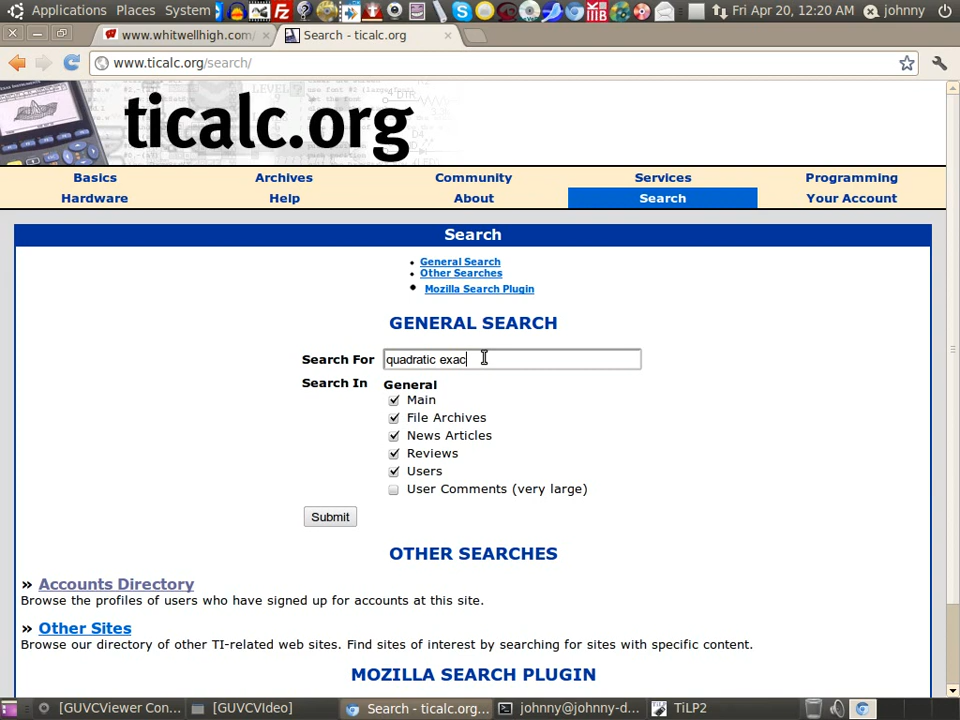 Applications Places System Fri Apr 20, 12:20 AM johnny
www.whitwellhigh.com/ Search - ticalc.org
www.ticalc.org/search/
ticalc.org
Basics Archives Community Services Programming
Hardware Help About Search Your Account
Search
General Search
Other Searches
Mozilla Search Plugin
GENERAL SEARCH
Search For quadratic exac
Search In General
Main
File Archives
News Articles
Reviews
Users
User Comments (very large)
Submit
OTHER SEARCHES
» Accounts Directory
Browse the profiles of users who have signed up for accounts at this site.
» Other Sites
Browse our directory of other TI-related web sites. Find sites of interest by searching for sites with specific content.
MOZILLA SEARCH PLUGIN
[GUVCViewer Con... [GUVCVIdeo] Search - ticalc.org... johnny@johnny-d... TiLP2